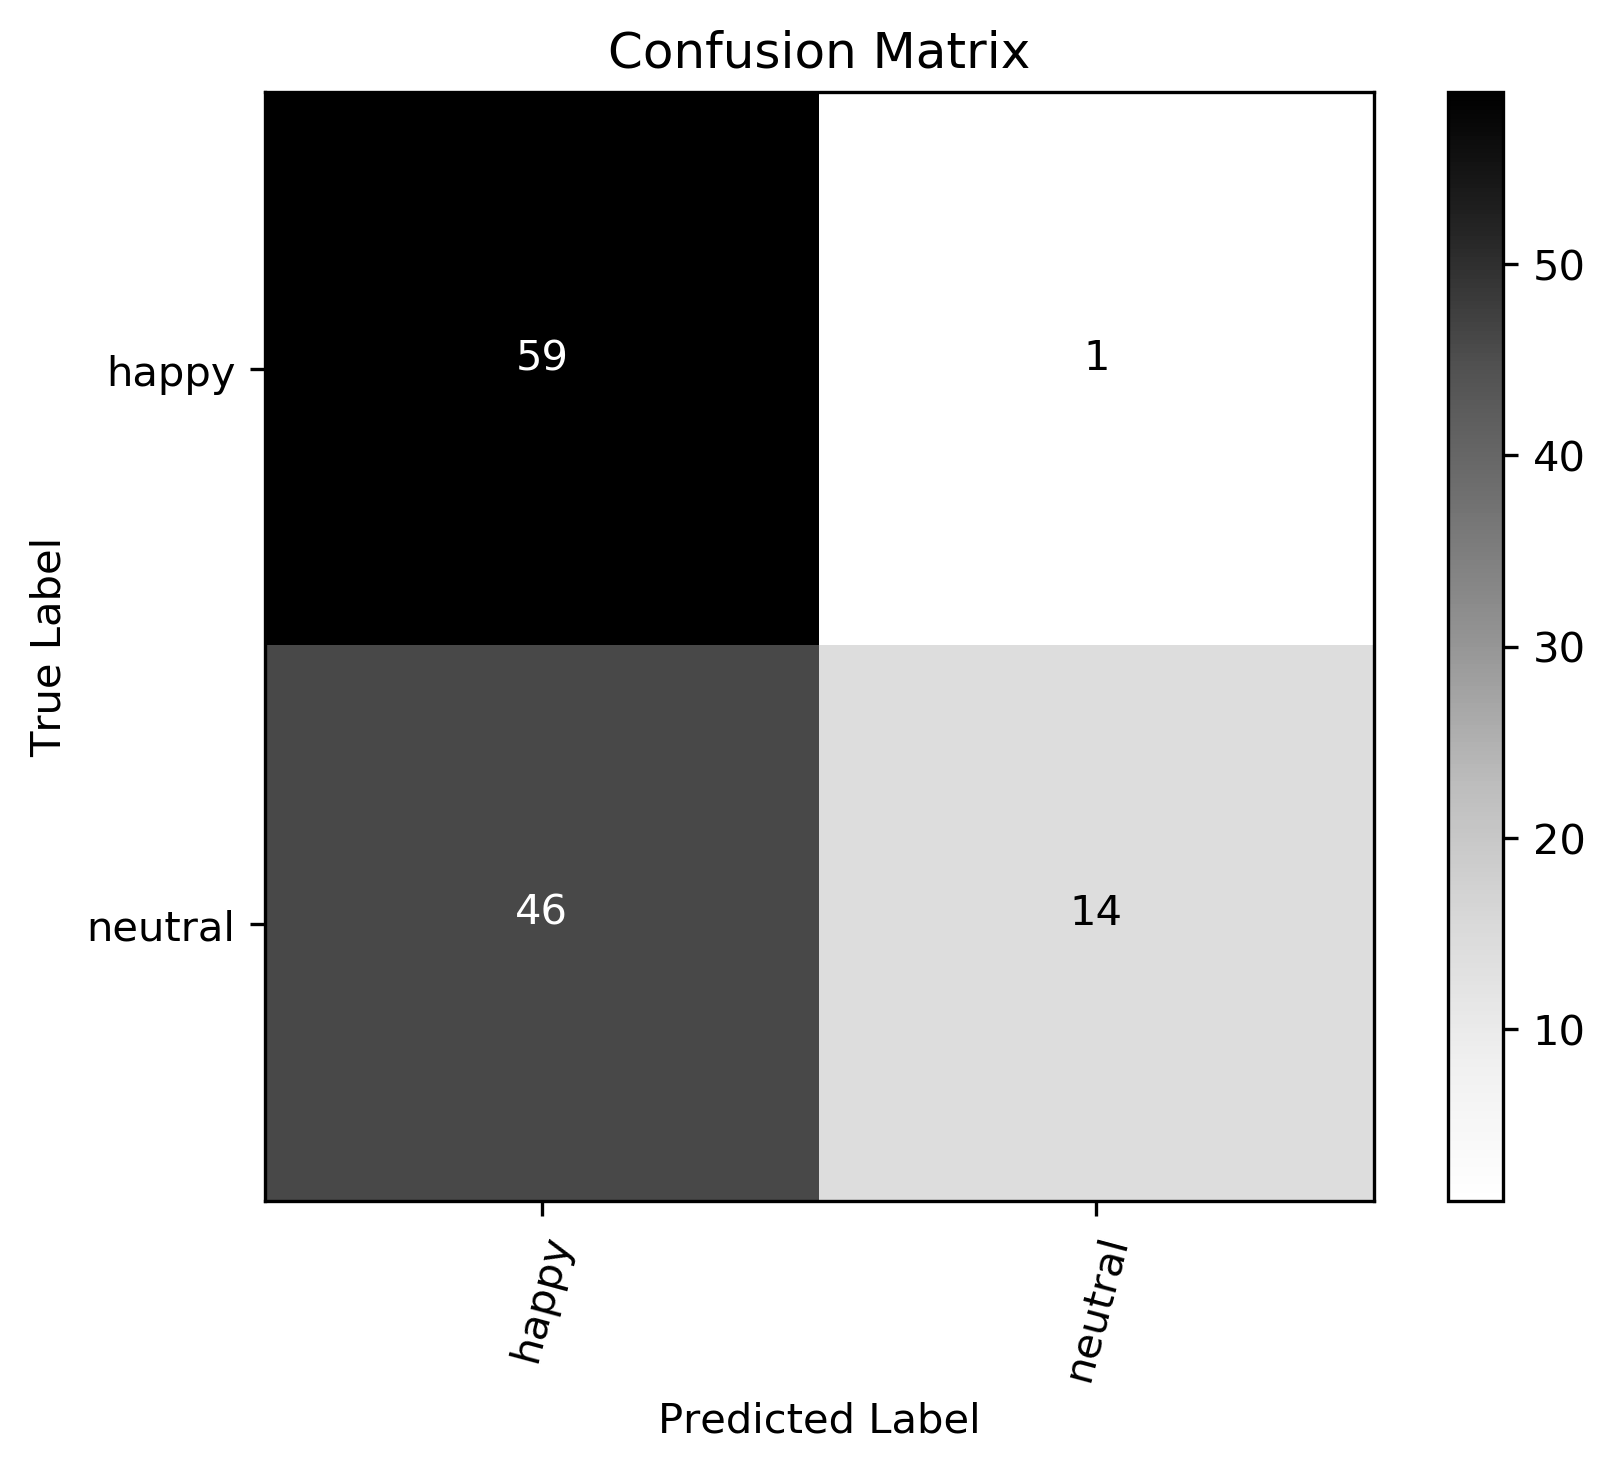 Confusion Matrix
True Label
happy
59
1
neutral
46
14
happy
neutral
Predicted Label
50
40
30
20
10